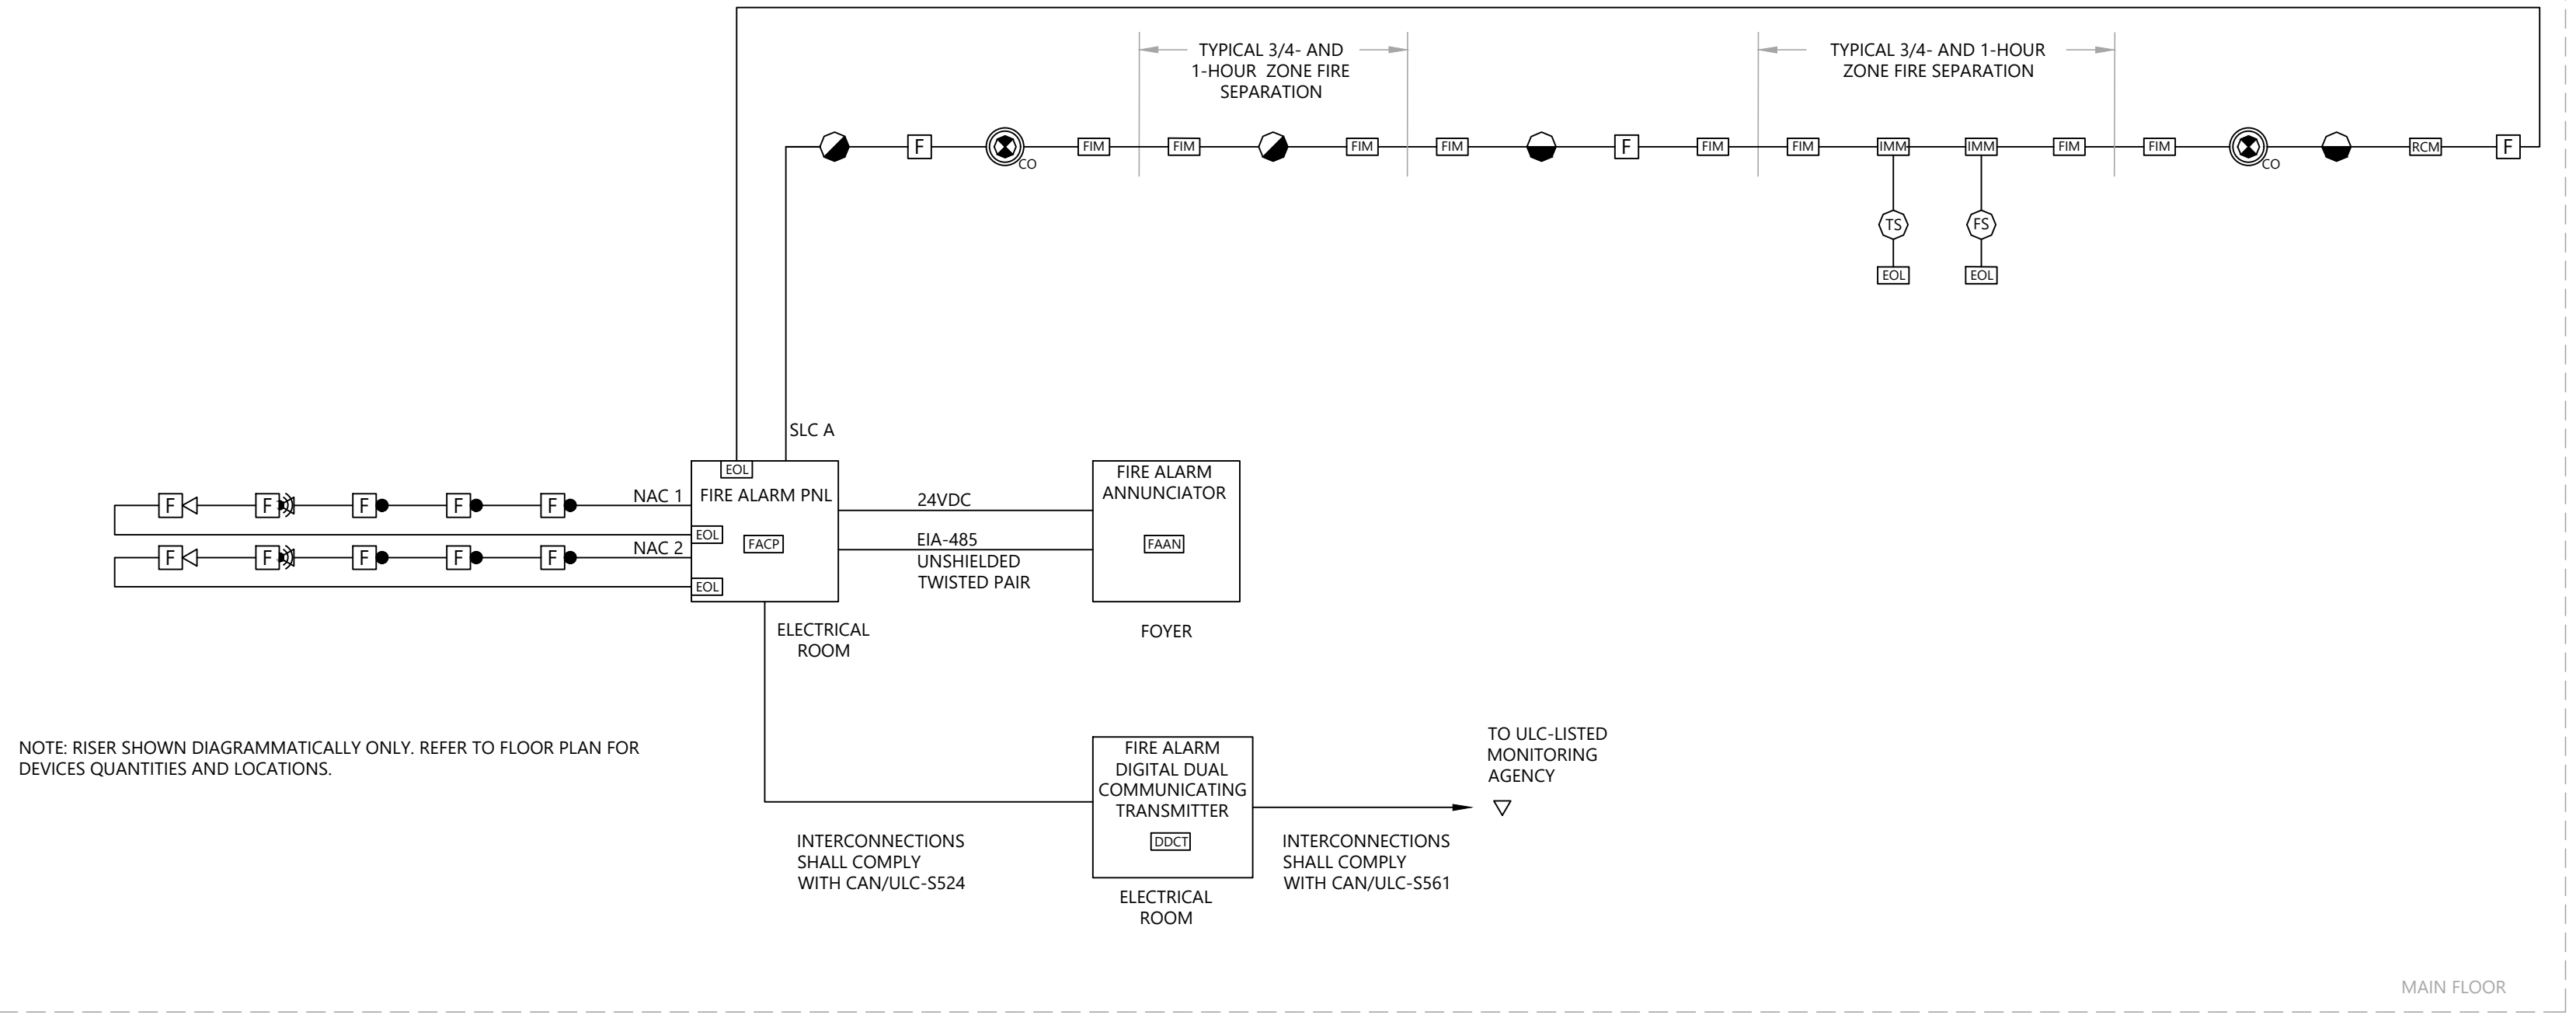 TYPICAL 3/4- AND
1-HOUR  ZONE FIRE
SEPARATION
TYPICAL 3/4- AND 1-HOUR
ZONE FIRE SEPARATION
F
CO
FIM
FIM
FIM
FIM
F
FIM
FIM
IMM
IMM
FIM
FIM
CO
RCM
F
TS
FS
EOL
EOL
SLC A
EOL
FIRE ALARM PNL
FACP
EOL
EOL
NAC 1
F
F
F
F
F
NAC 2
F
F
F
F
F
24VDC
EIA-485
UNSHIELDED
TWISTED PAIR
FIRE ALARM
ANNUNCIATOR
FAAN
FOYER
ELECTRICAL
ROOM
NOTE: RISER SHOWN DIAGRAMMATICALLY ONLY. REFER TO FLOOR PLAN FOR
DEVICES QUANTITIES AND LOCATIONS.
FIRE ALARM
DIGITAL DUAL
COMMUNICATING
TRANSMITTER
DDCT
ELECTRICAL
ROOM
TO ULC-LISTED
MONITORING
AGENCY
INTERCONNECTIONS
SHALL COMPLY
WITH CAN/ULC-S524
INTERCONNECTIONS
SHALL COMPLY
WITH CAN/ULC-S561
MAIN FLOOR